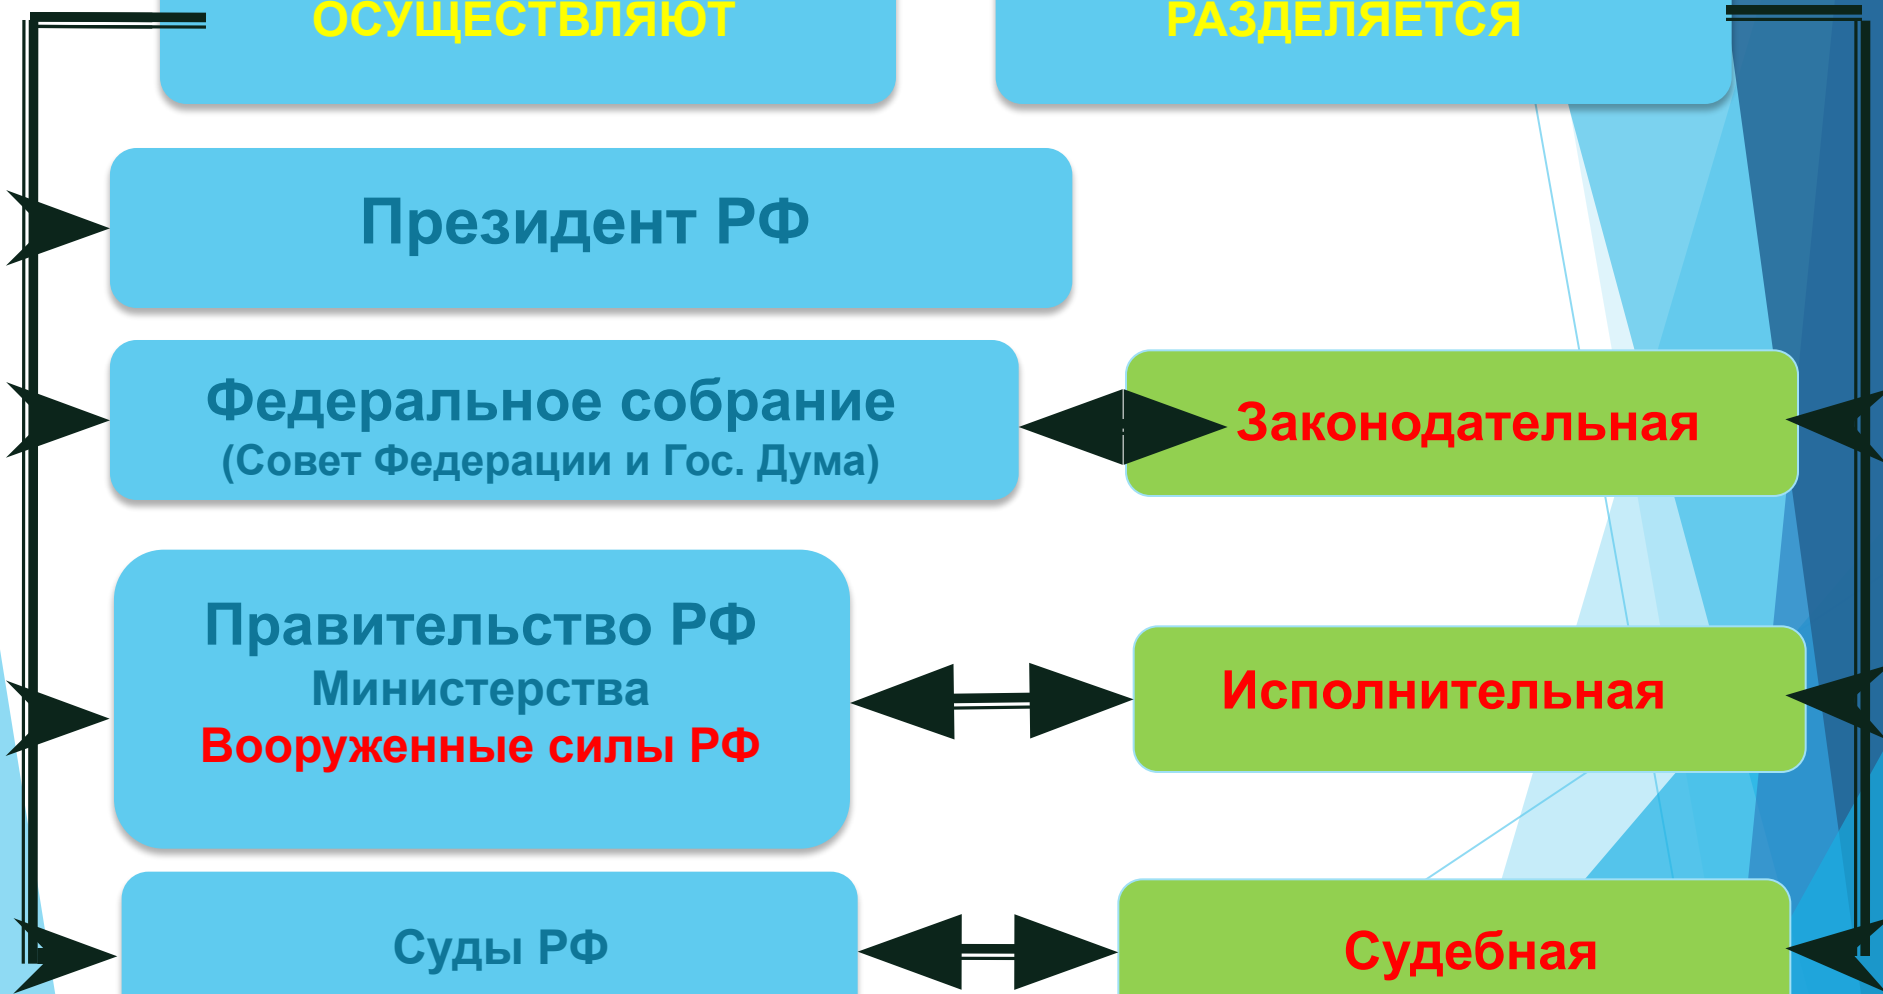 ОСУЩЕСТВЛЯЮТ
РАЗДЕЛЯЕТСЯ
Президент РФ
Федеральное собрание
(Совет Федерации и Гос. Дума)
Законодательная
Правительство РФ
Министерства
Вооруженные силы РФ
Исполнительная
Суды РФ
Судебная